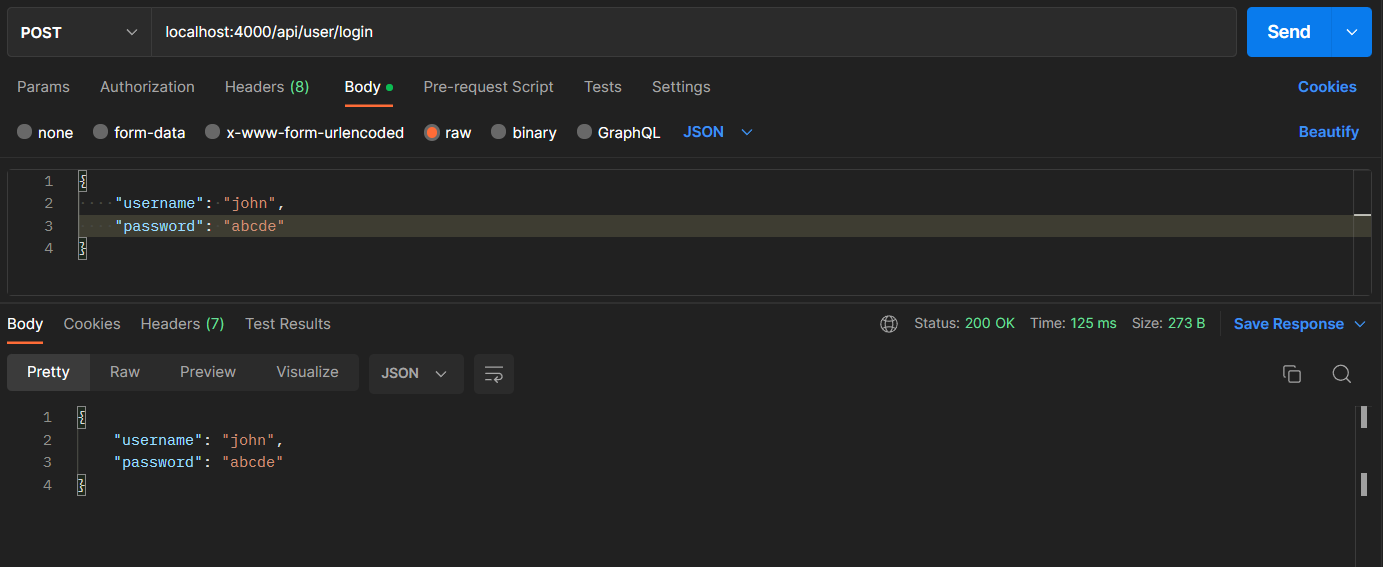 POST localhost:4000/api/user/login Send
Params Authorization Headers (8) Body Pre-request Script Tests Settings Cookies
none form-data x-www-form-urlencoded raw binary GraphQL JSON Beautify
1 {
2 "username": "john",
3 "password": "abcde"
4 }
Body Cookies Headers (7) Test Results Status: 200 OK Time: 125 ms Size: 273 B Save Response
Pretty Raw Preview Visualize JSON
1 {
2 "username": "john",
3 "password": "abcde"
4 }